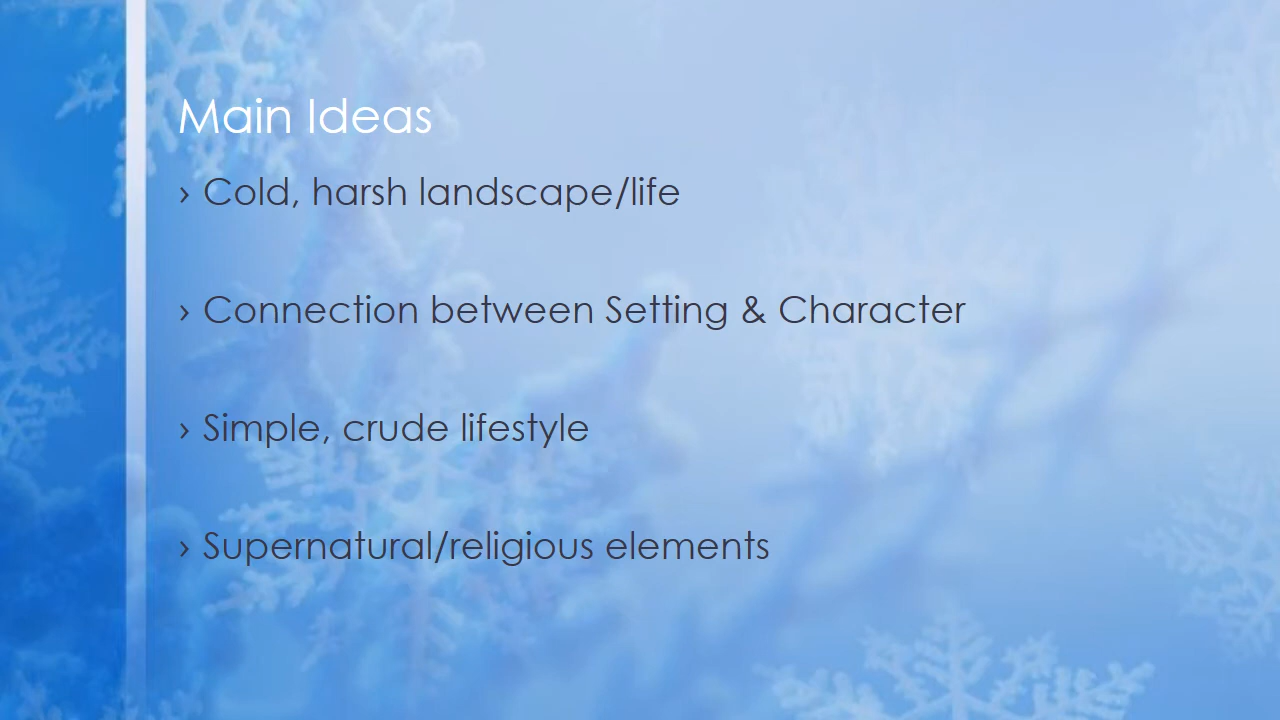 Main Ideas
› Cold, harsh landscape/life
› Connection between Setting & Character
› Simple, crude lifestyle
› Supernatural/religious elements